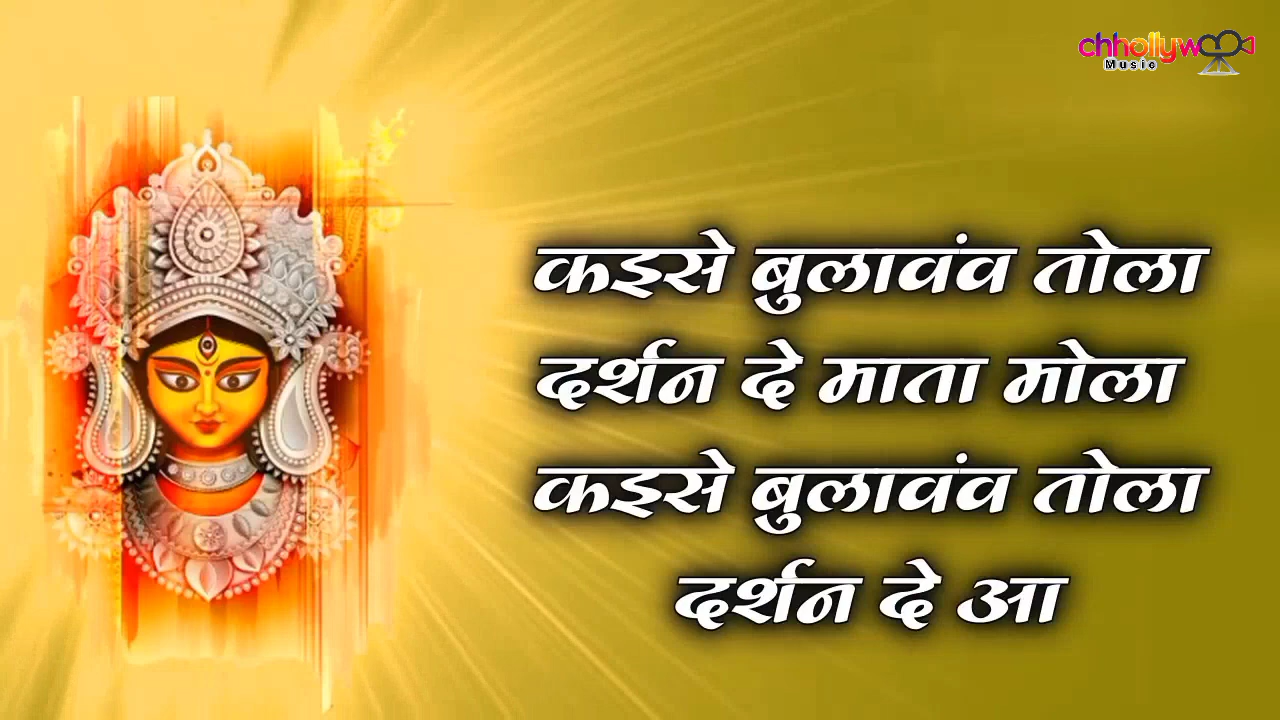 chhollywood
Music
कइसे बुलावंव तोला
दर्शन दे माता मोला
कइसे बुलावंव तोला
दर्शन दे आ